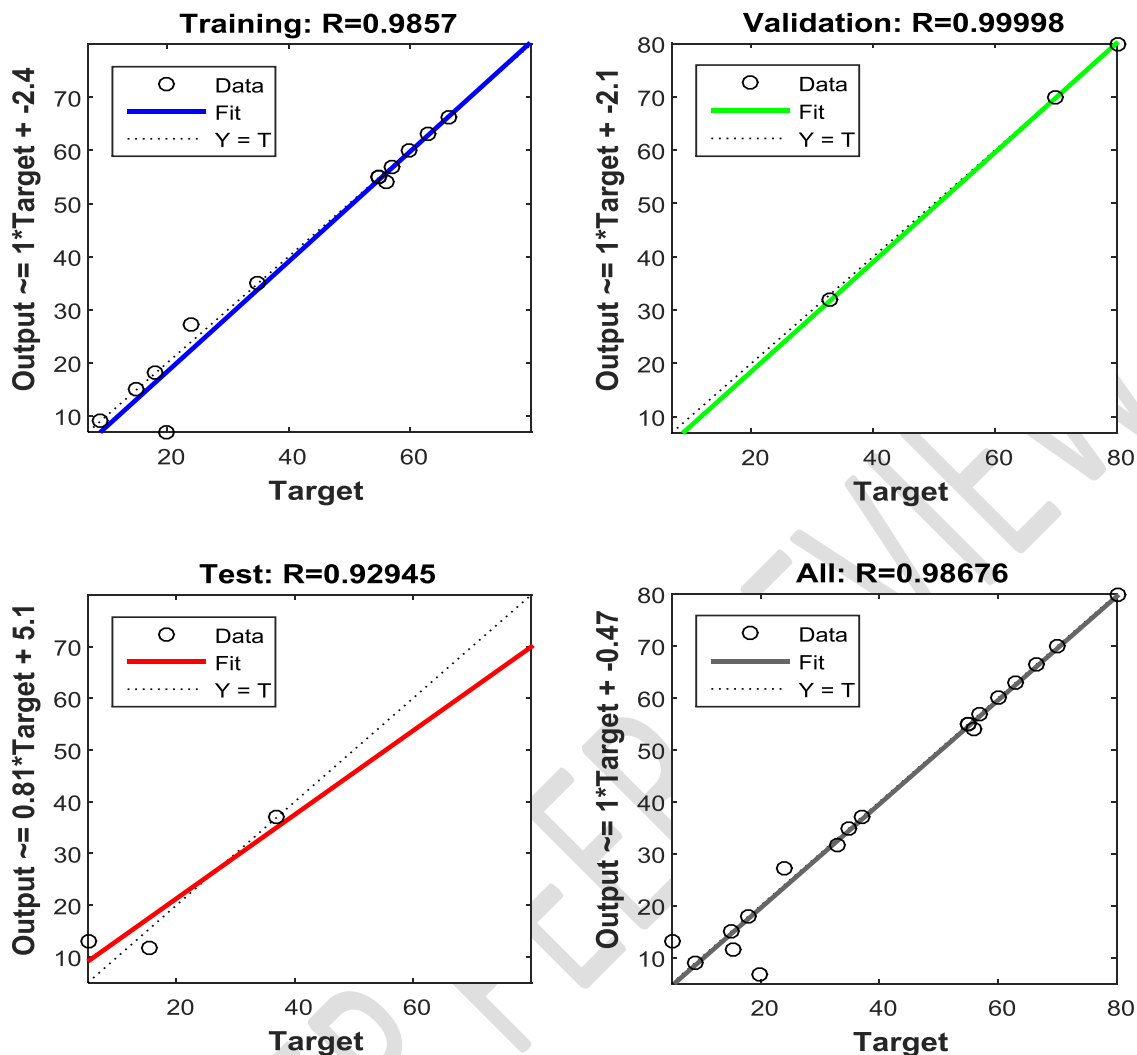 Training: R=0.9857
Output ~= 1*Target + -2.4
Data
Fit
Y = T
70
60
50
40
30
20
10
20
40
60
Target
Validation: R=0.99998
Output ~= 1*Target + -2.1
Data
Fit
Y = T
80
70
60
50
40
30
20
10
20
40
60
80
Target
Test: R=0.92945
Output ~= 0.81*Target + 5.1
Data
Fit
Y = T
70
60
50
40
30
20
10
20
40
60
Target
All: R=0.98676
Output ~= 1*Target + -0.47
Data
Fit
Y = T
80
70
60
50
40
30
20
10
20
40
60
80
Target